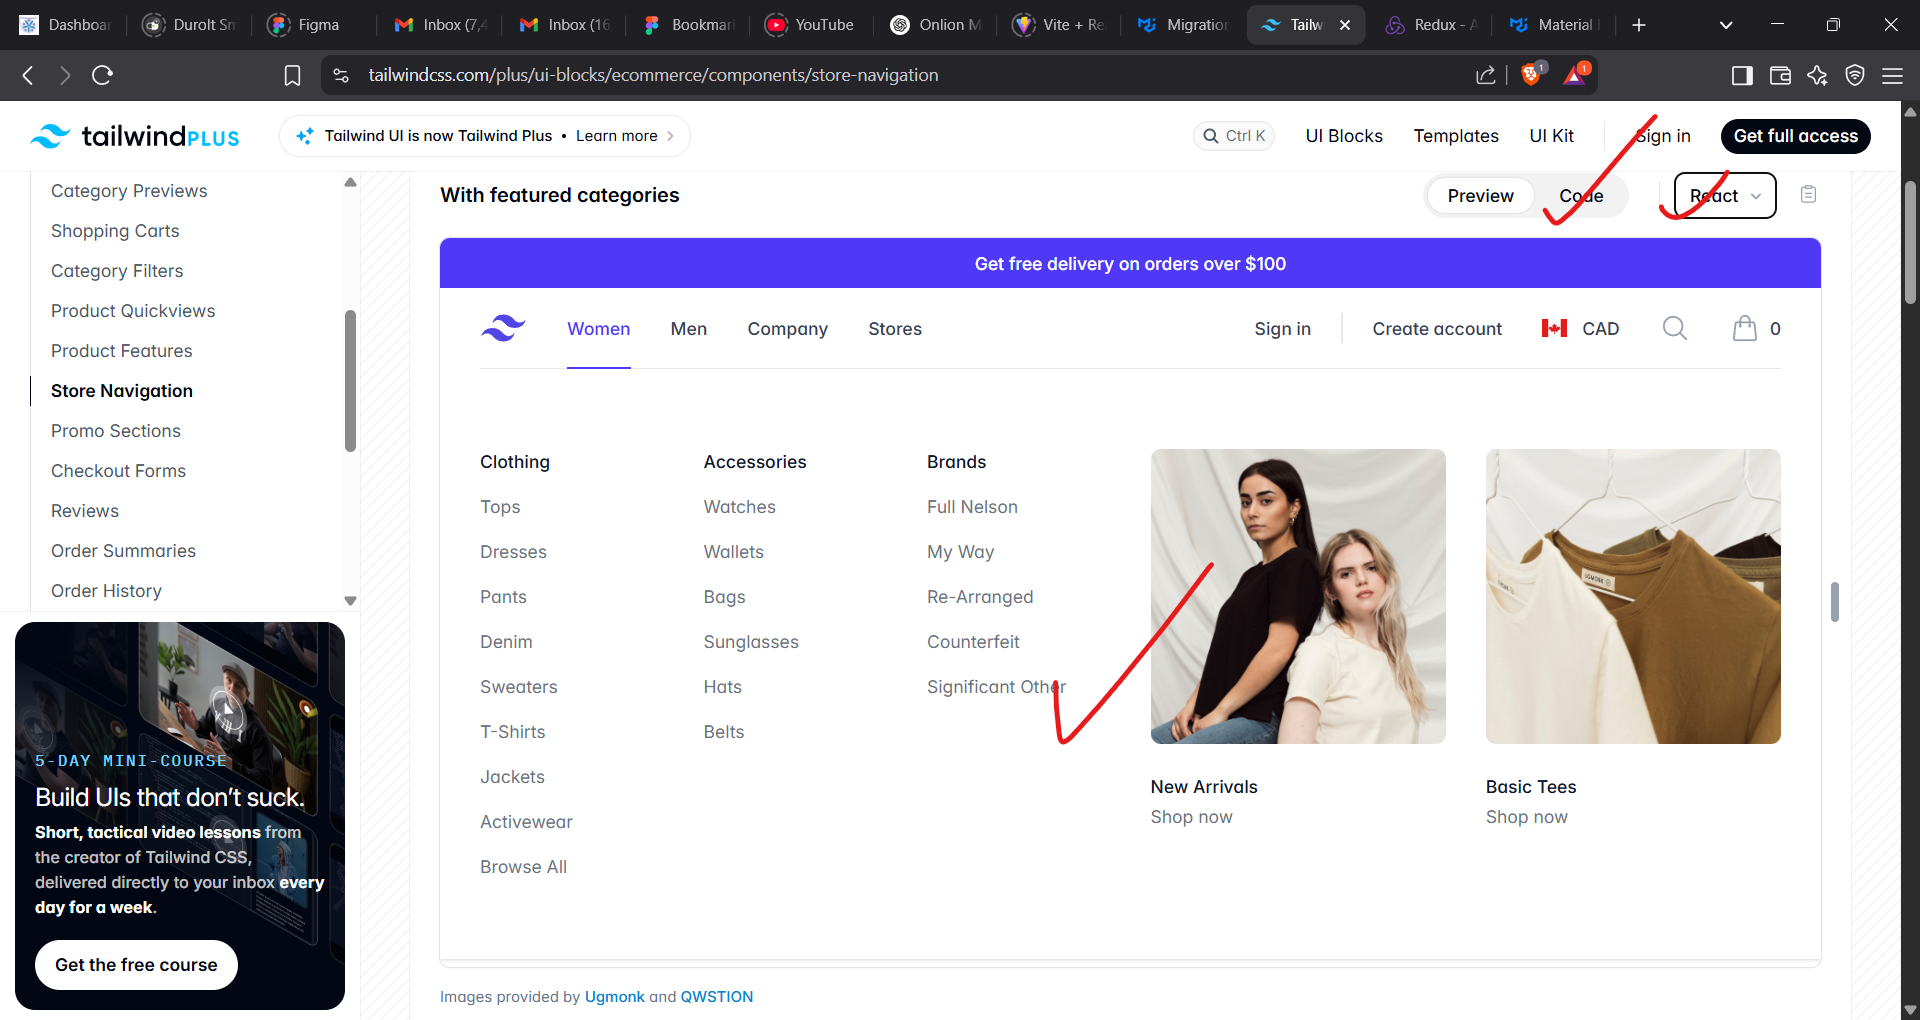 Dashboar
Durolt Sm
Figma
Inbox (7,4
Inbox (16
Bookmar
YouTube
Onlion M
Vite + Re
Migration
Tailw
Redux - A
Material
tailwindcss.com/plus/ui-blocks/ecommerce/components/store-navigation
1
1
tailwindPLUS
Tailwind UI is now Tailwind Plus • Learn more
Ctrl K
UI Blocks
Templates
UI Kit
Sign in
Get full access
Category Previews
Shopping Carts
Category Filters
Product Quickviews
Product Features
Store Navigation
Promo Sections
Checkout Forms
Reviews
Order Summaries
Order History
5-DAY MINI-COURSE
Build UIs that don't suck.
Short, tactical video lessons from
the creator of Tailwind CSS,
delivered directly to your inbox every
day for a week.
Get the free course
With featured categories
Preview
Code
React
Get free delivery on orders over $100
Women
Men
Company
Stores
Sign in
Create account
CAD
0
Clothing
Tops
Dresses
Pants
Denim
Sweaters
T-Shirts
Jackets
Activewear
Browse All
Accessories
Watches
Wallets
Bags
Sunglasses
Hats
Belts
Brands
Full Nelson
My Way
Re-Arranged
Counterfeit
Significant Other
New Arrivals
Shop now
UGMONK
Basic Tees
Shop now
Images provided by Ugmonk and QWSTION